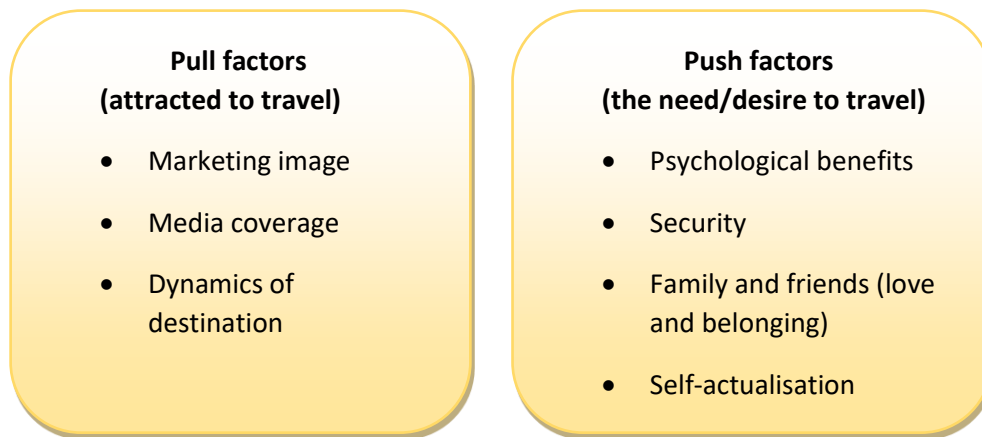 Pull factors
(attracted to travel)
• Marketing image
• Media coverage
• Dynamics of
destination
Push factors
(the need/desire to travel)
• Psychological benefits
• Security
• Family and friends (love
and belonging)
• Self-actualisation